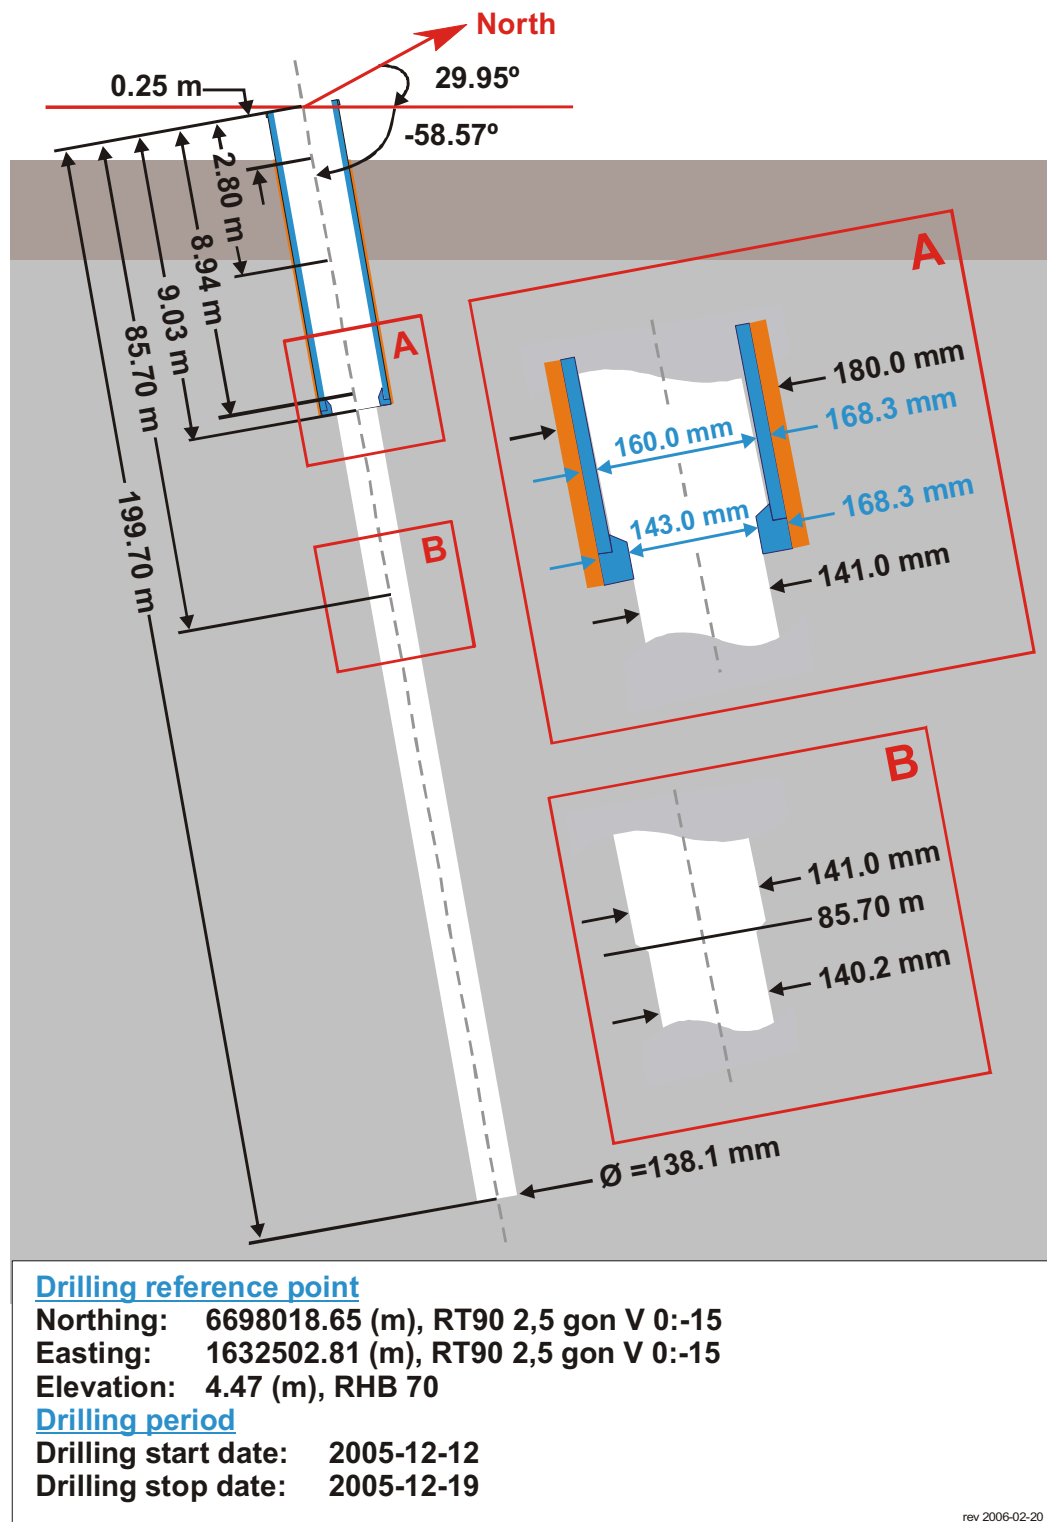 North
29.95º
0.25 m
-58.57º
2.80 m
8.94 m
9.03 m
85.70 m
199.70 m
A
B
A
180.0 mm
168.3 mm
160.0 mm
168.3 mm
143.0 mm
141.0 mm
B
141.0 mm
85.70 m
140.2 mm
Ø =138.1 mm
Drilling reference point
Northing: 6698018.65 (m), RT90 2,5 gon V 0:-15
Easting: 1632502.81 (m), RT90 2,5 gon V 0:-15
Elevation: 4.47 (m), RHB 70
Drilling period
Drilling start date: 2005-12-12
Drilling stop date: 2005-12-19
rev 2006-02-20